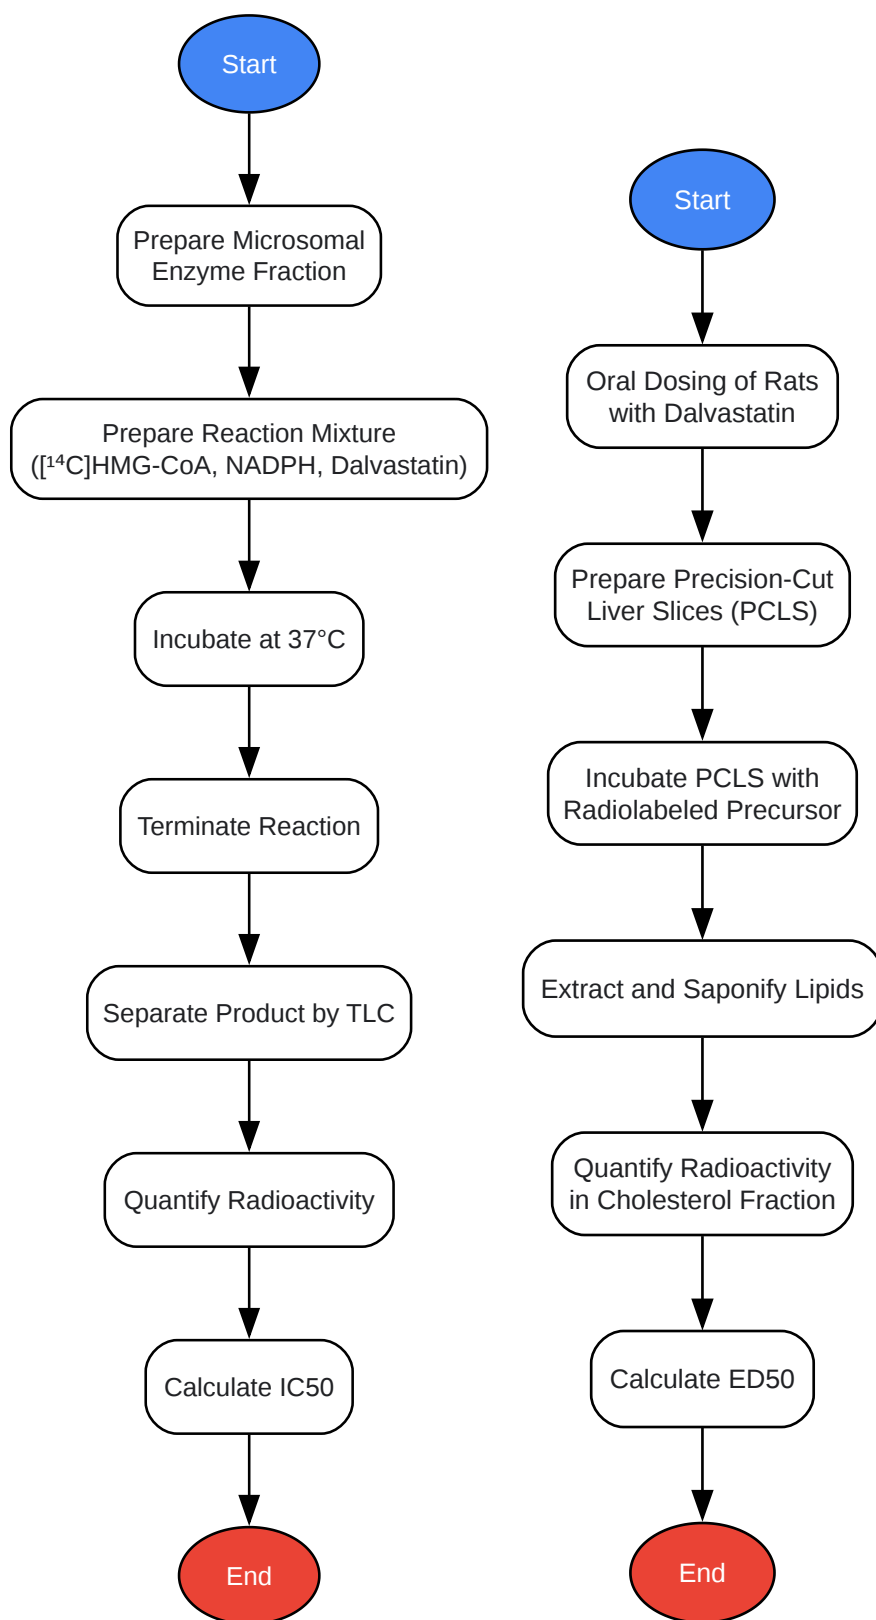 Start
Prepare Microsomal
Enzyme Fraction
Prepare Reaction Mixture
([¹⁴C]HMG-CoA, NADPH, Dalvastatin)
Incubate at 37°C
Terminate Reaction
Separate Product by TLC
Quantify Radioactivity
Calculate IC50
End
Start
Oral Dosing of Rats
with Dalvastatin
Prepare Precision-Cut
Liver Slices (PCLS)
Incubate PCLS with
Radiolabeled Precursor
Extract and Saponify Lipids
Quantify Radioactivity
in Cholesterol Fraction
Calculate ED50
End